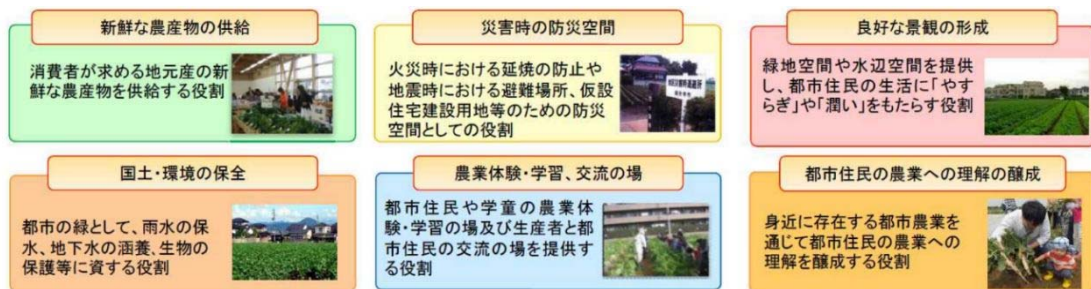 新鮮な農産物の供給
消費者が求める地元産の新
鮮な農産物を供給する役割
災害時の防災空間
火災時における延焼の防止や
地震時における避難場所、仮設
住宅建設用地等のための防災
空間としての役割
良好な景観の形成
緑地空間や水辺空間を提供
し、都市住民の生活に「やす
らぎ」や「潤い」をもたらす役割
国土・環境の保全
都市の緑として、雨水の保
水、地下水の涵養、生物の
保護等に資する役割
農業体験・学習、交流の場
都市住民や学童の農業体
験・学習の場及び生産者と都
市住民の交流の場を提供す
る役割
都市住民の農業への理解の醸成
身近に存在する都市農業を
通じて都市住民の農業への
理解を醸成する役割